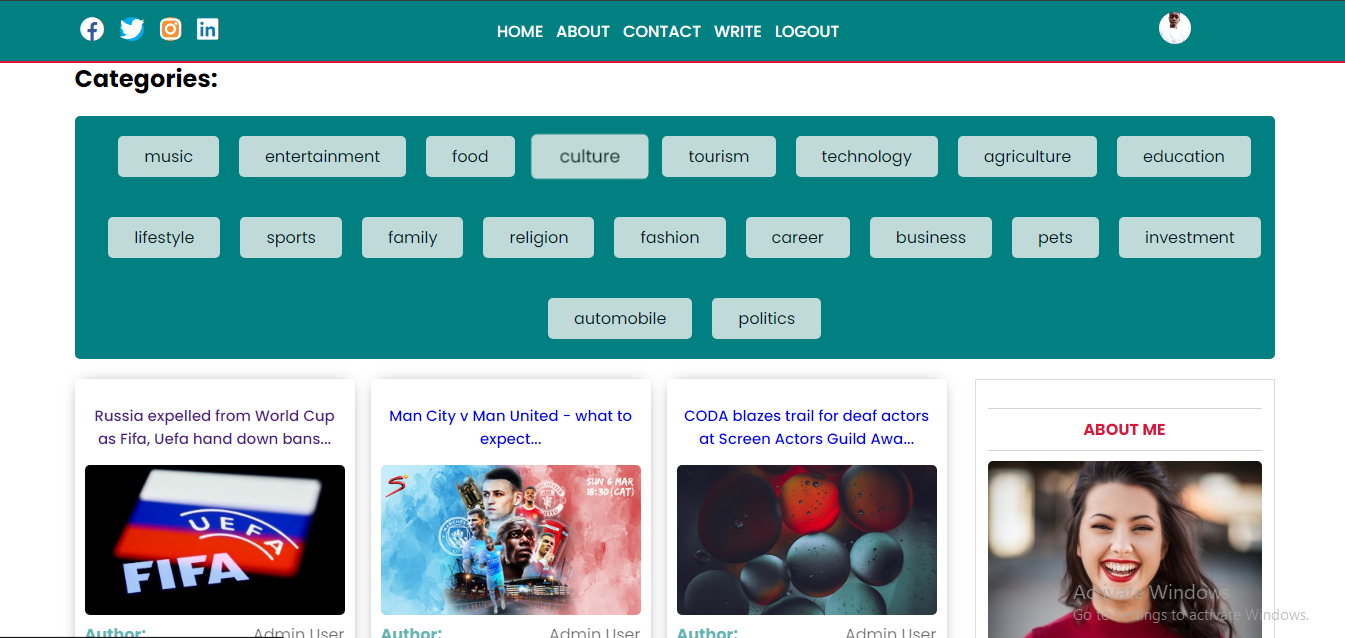 HOME ABOUT CONTACT WRITE LOGOUT
Categories:
music entertainment food culture tourism technology agriculture education
lifestyle sports family religion fashion career business pets investment
automobile politics
Russia expelled from World Cup
as Fifa, Uefa hand down bans...
UEFA
FIFA
Author: Admin User
Man City v Man United - what to
expect...
SUN 6 MAR
18:30 (CAT)
Author: Admin User
CODA blazes trail for deaf actors
at Screen Actors Guild Awa...
Author: Admin User
ABOUT ME
Activate Windows
Go to Settings to activate Windows.